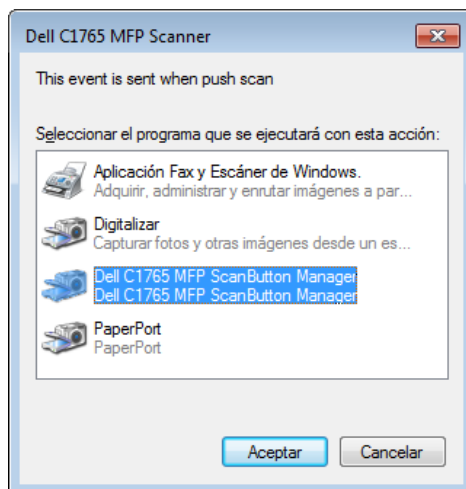 Dell C1765 MFP Scanner
This event is sent when push scan
Seleccionar el programa que se ejecutará con esta acción:
Aplicación Fax y Escáner de Windows.
Adquirir, administrar y enrutar imágenes a par...
Digitalizar
Capturar fotos y otras imágenes desde un es...
Dell C1765 MFP ScanButton Manager
Dell C1765 MFP ScanButton Manager
PaperPort
PaperPort
Aceptar
Cancelar